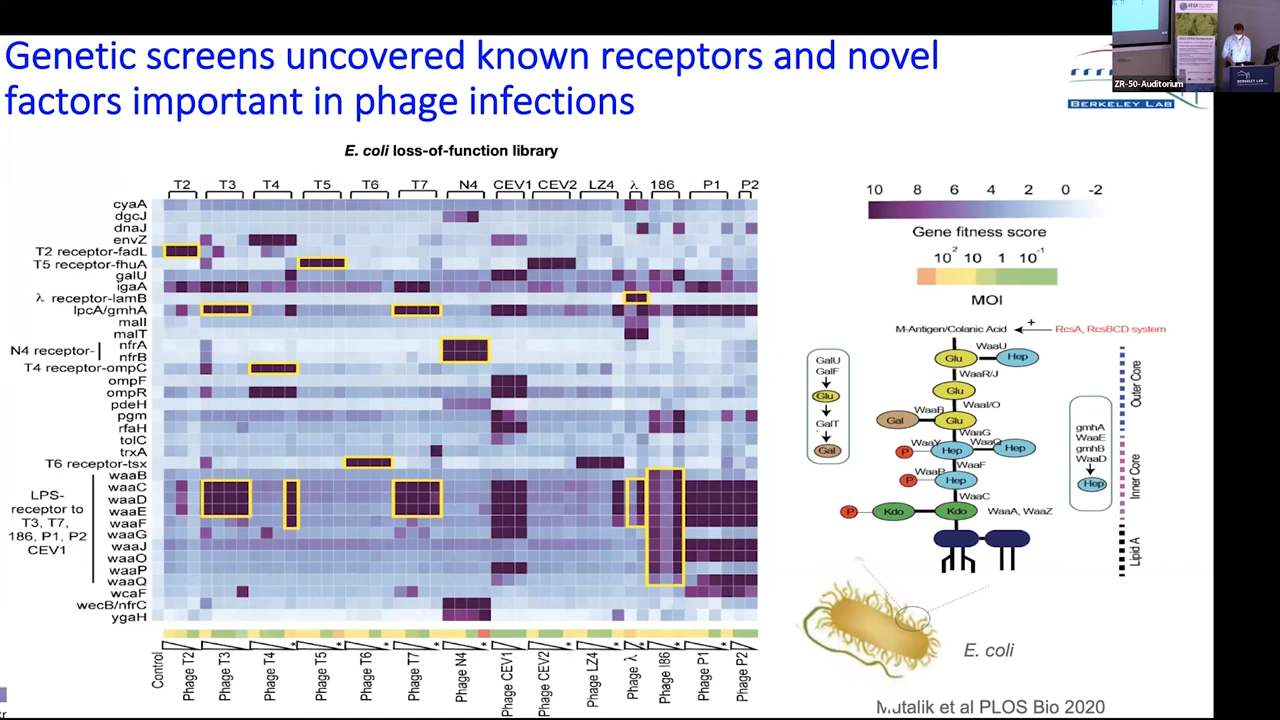 Genetic screens uncovered known receptors and novel
factors important in phage infections
BERKELEY LAB
ZR-50-Auditorium
E. coli loss-of-function library
T2 T3 T4 T5 T6 T7 N4 CEV1 CEV2 LZ4 λ 186 P1 P2
cyaA
dgcJ
dnaJ
envZ
T2 receptor-fadL
T5 receptor-fhuA
galU
igaA
λ receptor-lamB
lpcA/gmhA
malI
malT
N4 receptor-
nfrA
nfrB
T4 receptor-ompC
ompF
ompR
pdeH
pgm
rfaH
tolC
trxA
T6 receptor-tsx
LPS-
receptor to
T3, T7,
186, P1, P2
CEV1
waaB
waaC
waaD
waaE
waaF
waaG
waaJ
waaO
waaP
waaQ
wcaF
wecB/nfrC
ygaH
Control
Phage T2
Phage T3
Phage T4
Phage T5
Phage T6
Phage T7
Phage N4
Phage CEV1
Phage CEV2
Phage LZ4
Phage λ
Phage 186
Phage P1
Phage P2
10 8 6 4 2 0 -2
Gene fitness score
10² 10 1 10⁻¹
MOI
M-Antigen/Colanic Acid + RcsA, RcsBCD system
WaaU
Glu Hep
WaaR/J
Glu
WaaI/O
WaaB
Gal Glu
WaaG
WaaY WaaQ
P Hep Hep
WaaF
WaaP
P Hep
WaaC
P Kdo Kdo WaaA, WaaZ
GalU
GalF
Glu
GalT
Gal
gmhA
WaaE
gmhB
WaaD
Hep
Outer Core
Inner Core
Lipid A
E. coli
Mutalik et al PLOS Bio 2020